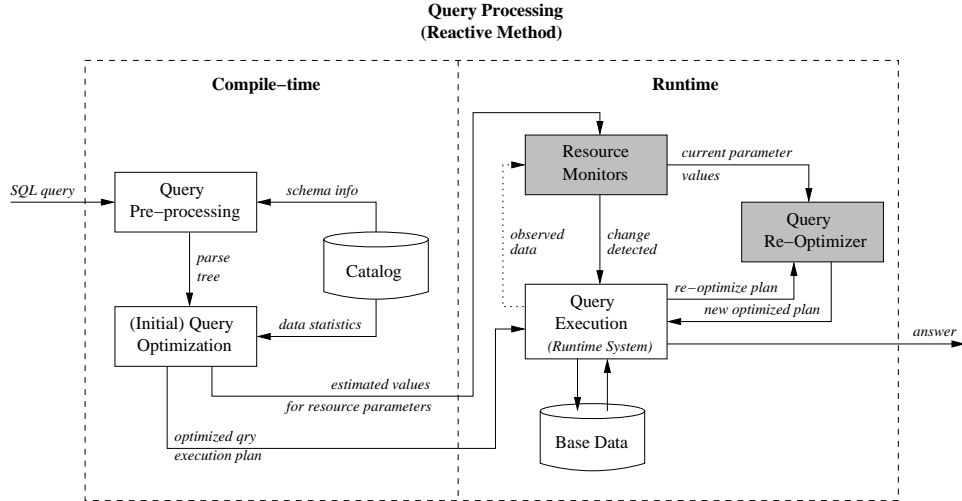 Query Processing
(Reactive Method)
Compile−time
Runtime
Resource
Monitors
current parameter
values
SQL query
Query
Pre−processing
schema info
Query
Re−Optimizer
observed
data
change
detected
parse
tree
Catalog
re−optimize plan
new optimized plan
(Initial) Query
Optimization
data statistics
Query
Execution
(Runtime System)
answer
estimated values
for resource parameters
optimized qry
execution plan
Base Data